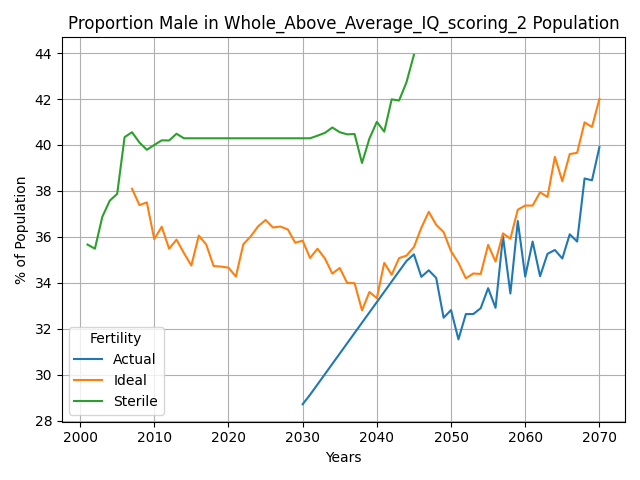 Proportion Male in Whole_Above_Average_IQ_scoring_2 Population
% of Population
44
42
40
38
36
34
32
30
28
Fertility
Actual
Ideal
Sterile
2000 2010 2020 2030 2040 2050 2060 2070
Years